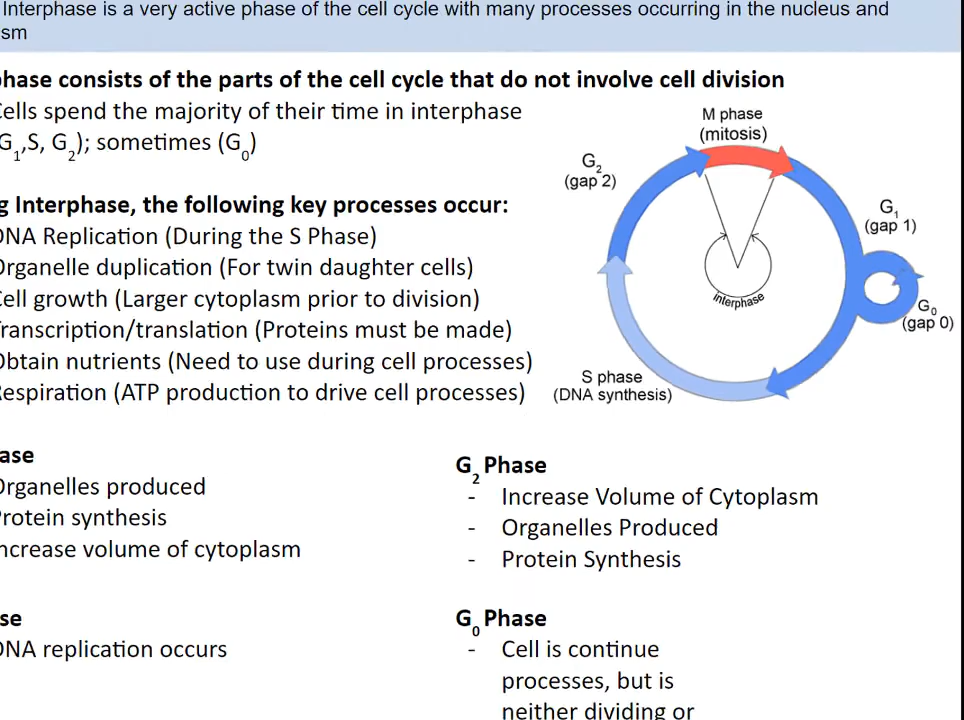 Interphase is a very active phase of the cell cycle with many processes occurring in the nucleus and
sm
phase consists of the parts of the cell cycle that do not involve cell division
Cells spend the majority of their time in interphase
G1,S, G2); sometimes (G0)
g Interphase, the following key processes occur:
DNA Replication (During the S Phase)
Organelle duplication (For twin daughter cells)
Cell growth (Larger cytoplasm prior to division)
Transcription/translation (Proteins must be made)
Obtain nutrients (Need to use during cell processes)
Respiration (ATP production to drive cell processes)
M phase
(mitosis)
G2
(gap 2)
G1
(gap 1)
interphase
G0
(gap 0)
S phase
(DNA synthesis)
ase
Organelles produced
Protein synthesis
Increase volume of cytoplasm
G2 Phase
- Increase Volume of Cytoplasm
- Organelles Produced
- Protein Synthesis
se
DNA replication occurs
G0 Phase
- Cell is continue
processes, but is
neither dividing or